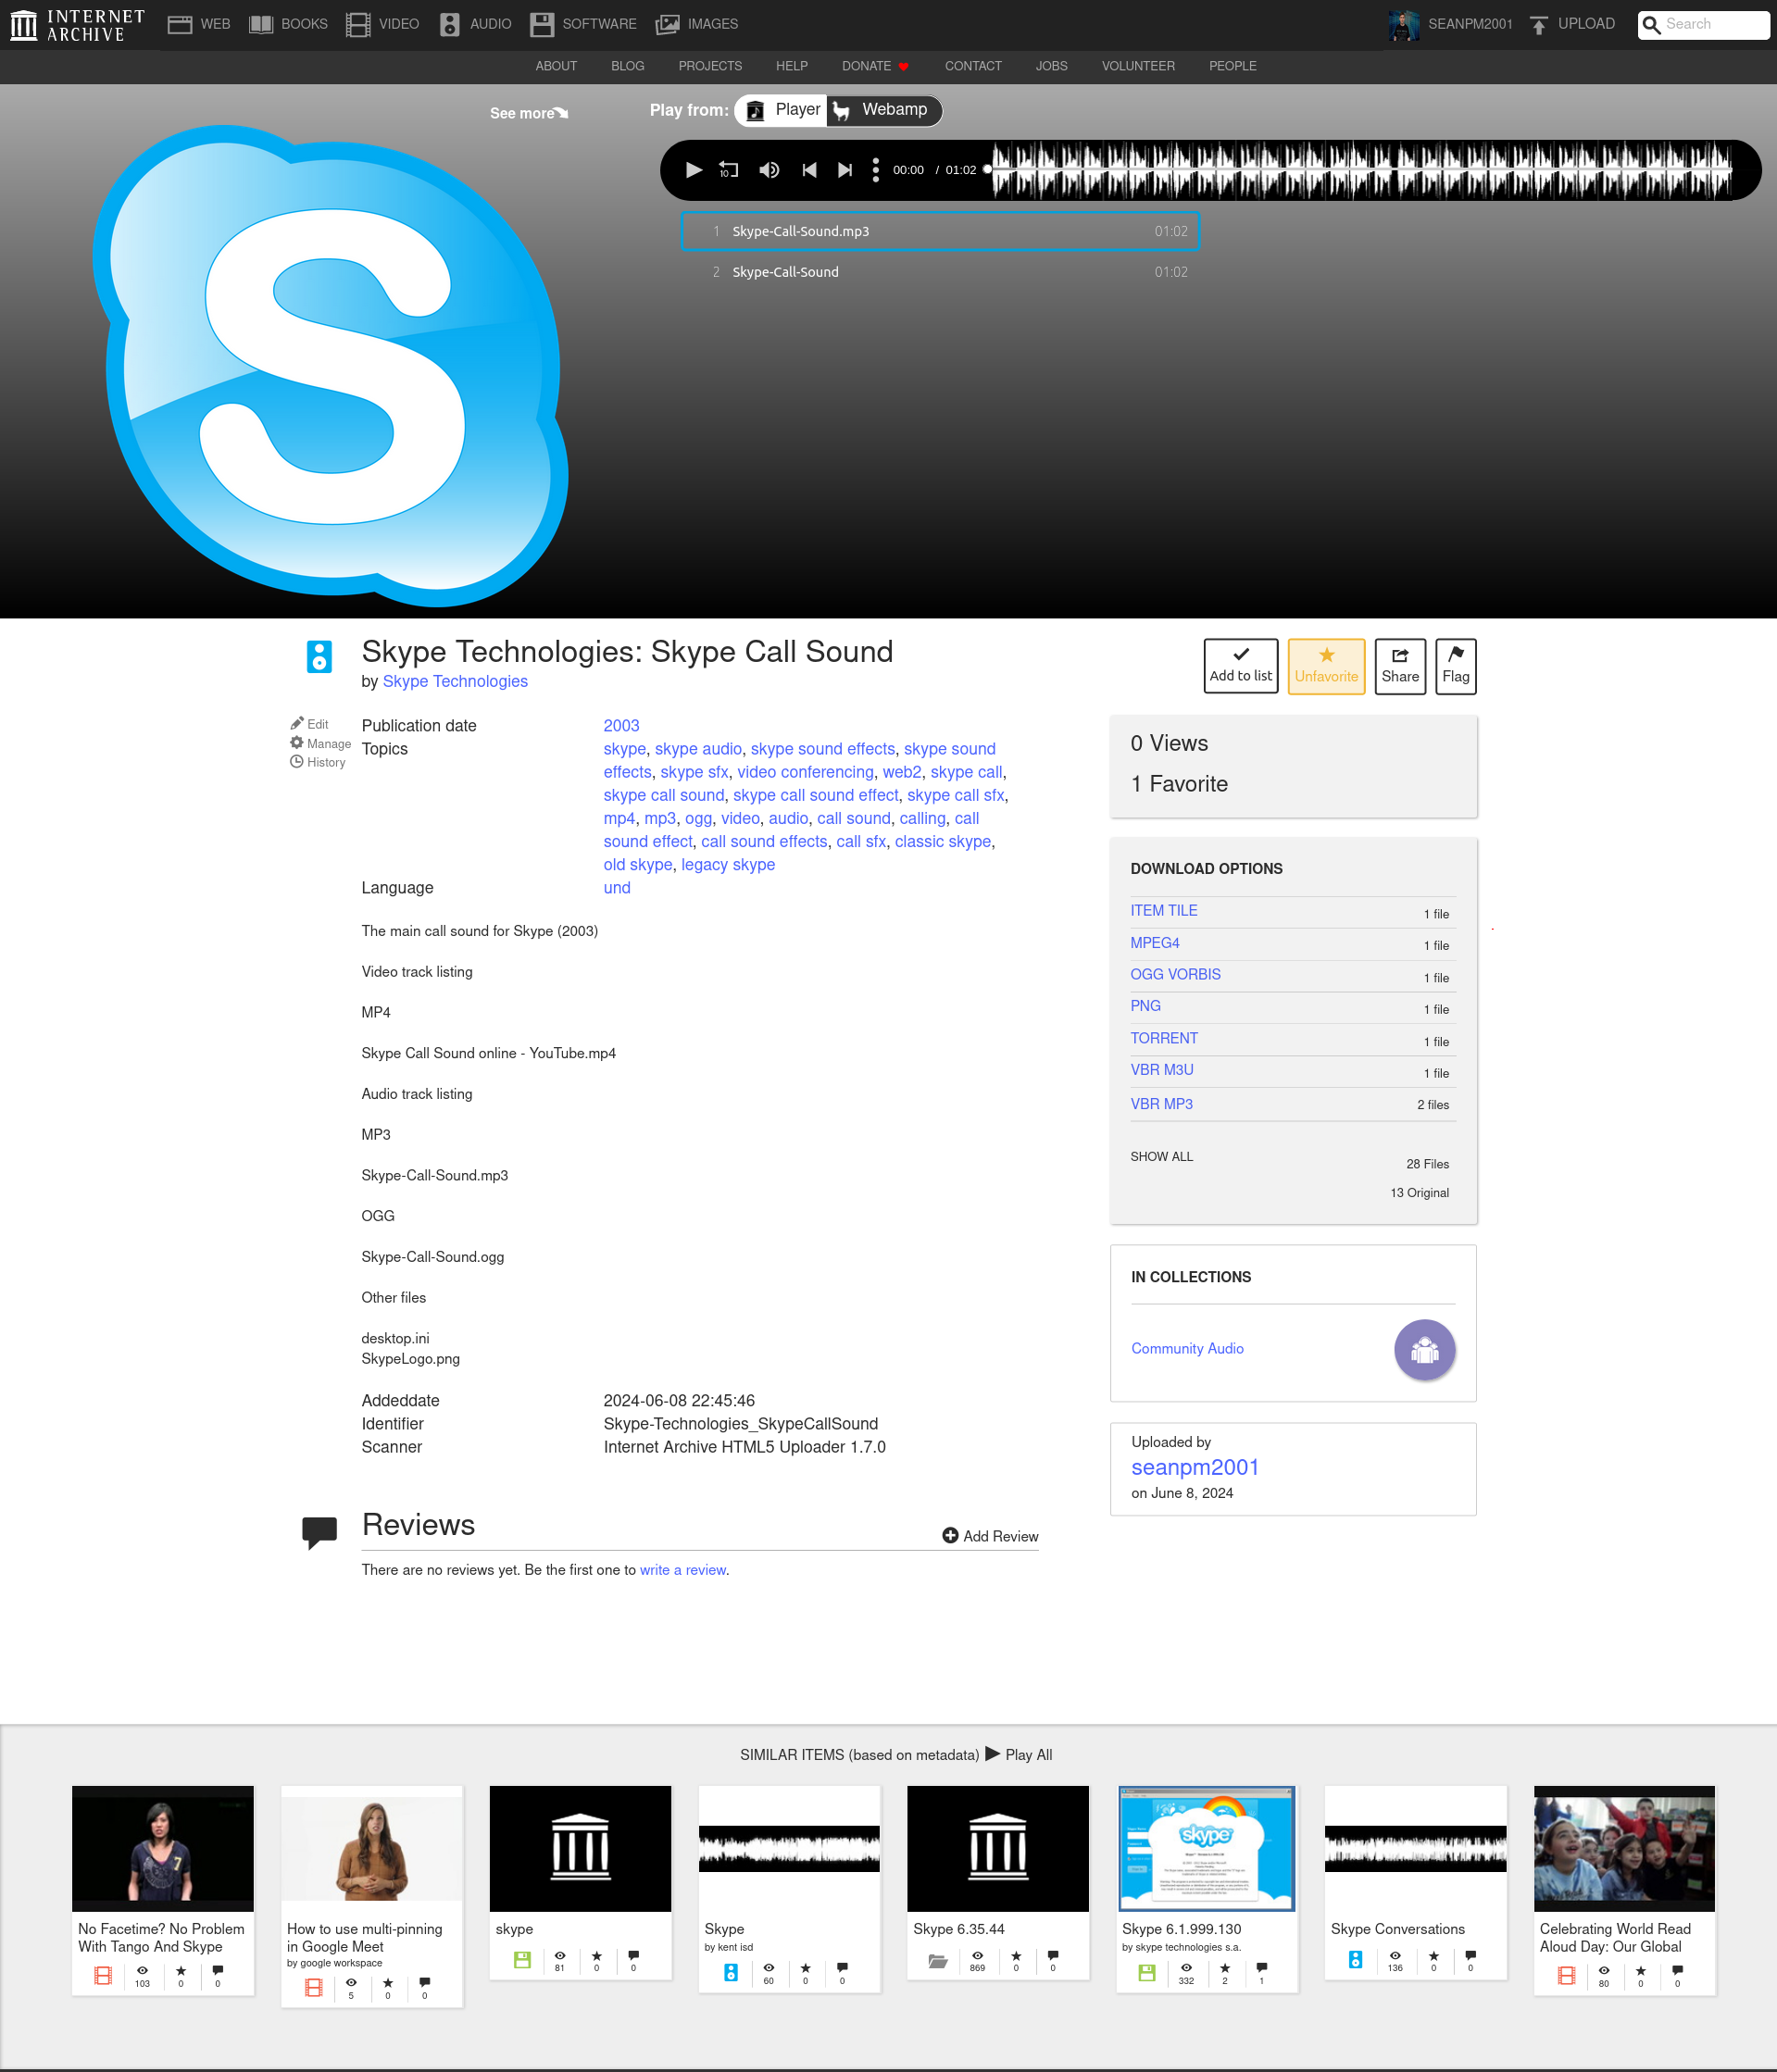 INTERNET
ARCHIVE
WEB BOOKS VIDEO AUDIO SOFTWARE IMAGES SEANPM2001 UPLOAD Search
ABOUT BLOG PROJECTS HELP DONATE CONTACT JOBS VOLUNTEER PEOPLE
See more
Play from: Player Webamp
10 00:00 / 01:02
1 Skype-Call-Sound.mp3 01:02
2 Skype-Call-Sound 01:02
S
Skype Technologies: Skype Call Sound
by Skype Technologies
Add to list Unfavorite Share Flag
Edit
Manage
History
Publication date 2003
Topics skype, skype audio, skype sound effects, skype sound
effects, skype sfx, video conferencing, web2, skype call,
skype call sound, skype call sound effect, skype call sfx,
mp4, mp3, ogg, video, audio, call sound, calling, call
sound effect, call sound effects, call sfx, classic skype,
old skype, legacy skype
Language und
The main call sound for Skype (2003)
Video track listing
MP4
Skype Call Sound online - YouTube.mp4
Audio track listing
MP3
Skype-Call-Sound.mp3
OGG
Skype-Call-Sound.ogg
Other files
desktop.ini
SkypeLogo.png
Addeddate 2024-06-08 22:45:46
Identifier Skype-Technologies_SkypeCallSound
Scanner Internet Archive HTML5 Uploader 1.7.0
Reviews
Add Review
There are no reviews yet. Be the first one to write a review.
0 Views
1 Favorite
DOWNLOAD OPTIONS
ITEM TILE 1 file
MPEG4 1 file
OGG VORBIS 1 file
PNG 1 file
TORRENT 1 file
VBR M3U 1 file
VBR MP3 2 files
SHOW ALL 28 Files
13 Original
IN COLLECTIONS
Community Audio
Uploaded by
seanpm2001
on June 8, 2024
SIMILAR ITEMS (based on metadata) Play All
No Facetime? No Problem
With Tango And Skype
103 0 0
How to use multi-pinning
in Google Meet
by google workspace
5 0 0
skype
81 0 0
Skype
by kent isd
60 0 0
Skype 6.35.44
869 0 0
skype
Skype 6.1.999.130
by skype technologies s.a.
332 2 1
Skype Conversations
136 0 0
Celebrating World Read
Aloud Day: Our Global
80 0 0